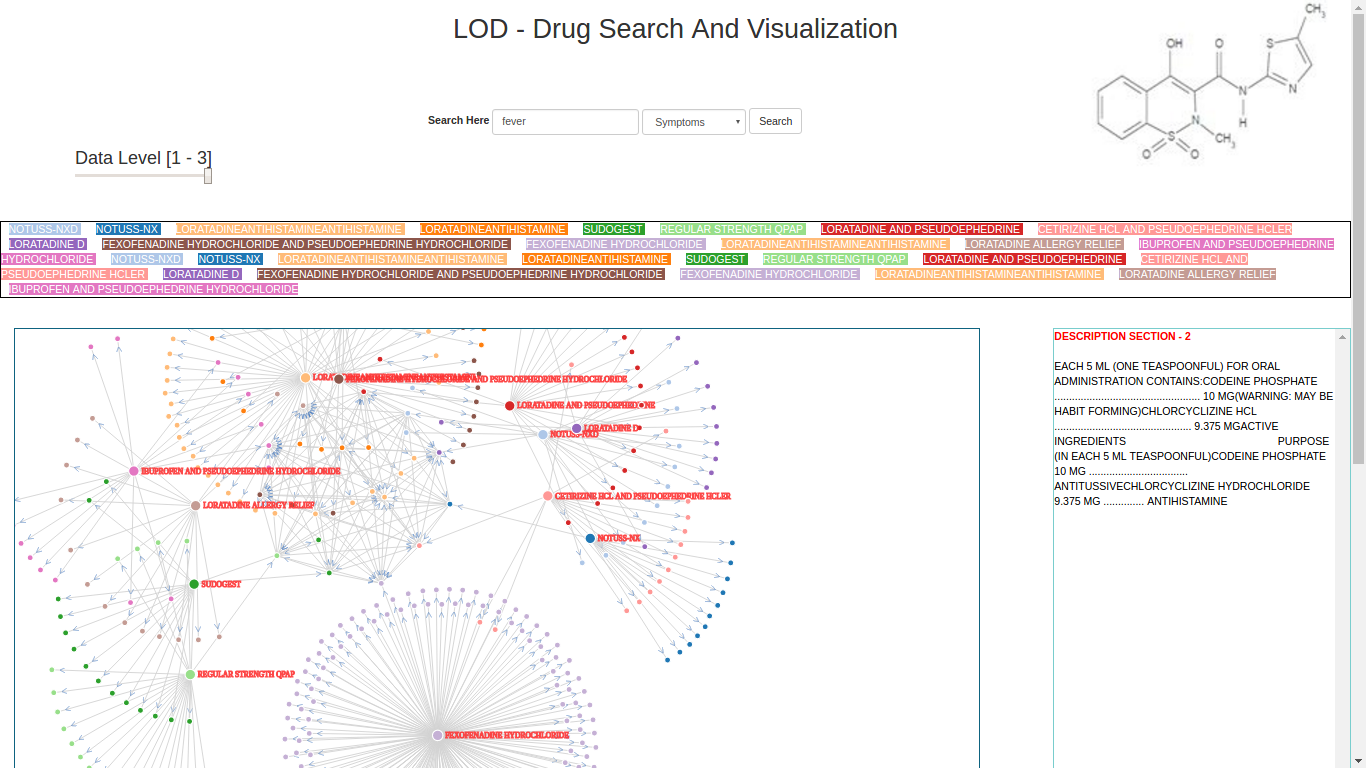 LOD - Drug Search And Visualization
CH₃
OH O S
N
N H
N CH₃
S
O O
Search Here fever Symptoms Search
Data Level [1 - 3]
NOTUSS-NXD NOTUSS-NX LORATADINEANTIHISTAMINEANTIHISTAMINE LORATADINEANTIHISTAMINE SUDOGEST REGULAR STRENGTH QPAP LORATADINE AND PSEUDOEPHEDRINE CETIRIZINE HCL AND PSEUDOEPHEDRINE HCLER
LORATADINE D FEXOFENADINE HYDROCHLORIDE AND PSEUDOEPHEDRINE HYDROCHLORIDE FEXOFENADINE HYDROCHLORIDE LORATADINEANTIHISTAMINEANTIHISTAMINE LORATADINE ALLERGY RELIEF IBUPROFEN AND PSEUDOEPHEDRINE
HYDROCHLORIDE NOTUSS-NXD NOTUSS-NX LORATADINEANTIHISTAMINEANTIHISTAMINE LORATADINEANTIHISTAMINE SUDOGEST REGULAR STRENGTH QPAP LORATADINE AND PSEUDOEPHEDRINE CETIRIZINE HCL AND
PSEUDOEPHEDRINE HCLER LORATADINE D FEXOFENADINE HYDROCHLORIDE AND PSEUDOEPHEDRINE HYDROCHLORIDE FEXOFENADINE HYDROCHLORIDE LORATADINEANTIHISTAMINEANTIHISTAMINE LORATADINE ALLERGY RELIEF
IBUPROFEN AND PSEUDOEPHEDRINE HYDROCHLORIDE
AND PSEUDOEPHEDRINE HYDROCHLORIDE
LORATADINE AND PSEUDOEPHEDRINE
LORATADINE D
NOTUSS-NXD
IBUPROFEN AND PSEUDOEPHEDRINE HYDROCHLORIDE
CETIRIZINE HCL AND PSEUDOEPHEDRINE HCLER
LORATADINE ALLERGY RELIEF
NOTUSS-NX
SUDOGEST
REGULAR STRENGTH QPAP
FEXOFENADINE HYDROCHLORIDE
DESCRIPTION SECTION - 2
EACH 5 ML (ONE TEASPOONFUL) FOR ORAL
ADMINISTRATION CONTAINS:CODEINE PHOSPHATE
................................................. 10 MG(WARNING: MAY BE
HABIT FORMING)CHLORCYCLIZINE HCL
.............................................. 9.375 MGACTIVE
INGREDIENTS PURPOSE
(IN EACH 5 ML TEASPOONFUL)CODEINE PHOSPHATE
10 MG ..................................
ANTITUSSIVECHLORCYCLIZINE HYDROCHLORIDE
9.375 MG .............. ANTIHISTAMINE